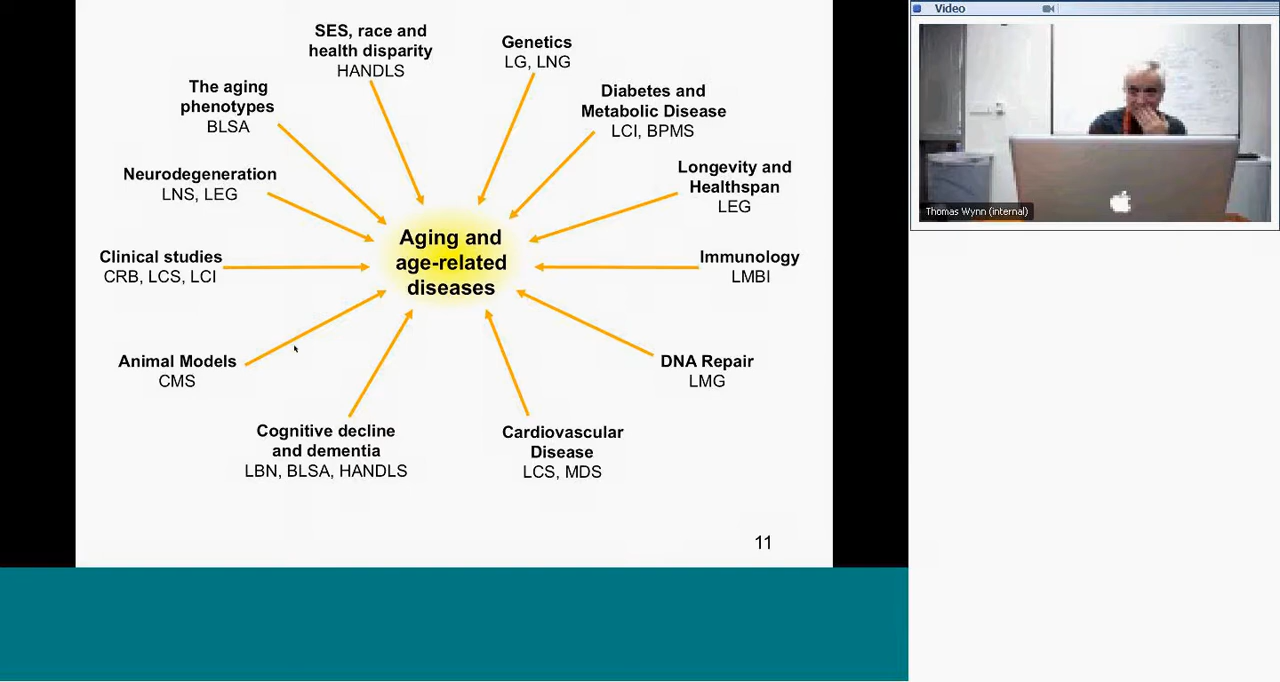 SES, race and
health disparity
HANDLS
Genetics
LG, LNG
The aging
phenotypes
BLSA
Diabetes and
Metabolic Disease
LCI, BPMS
Neurodegeneration
LNS, LEG
Longevity and
Healthspan
LEG
Clinical studies
CRB, LCS, LCI
Aging and
age-related
diseases
Immunology
LMBI
Animal Models
CMS
DNA Repair
LMG
Cognitive decline
and dementia
LBN, BLSA, HANDLS
Cardiovascular
Disease
LCS, MDS
11
Video
Thomas Wynn (internal)